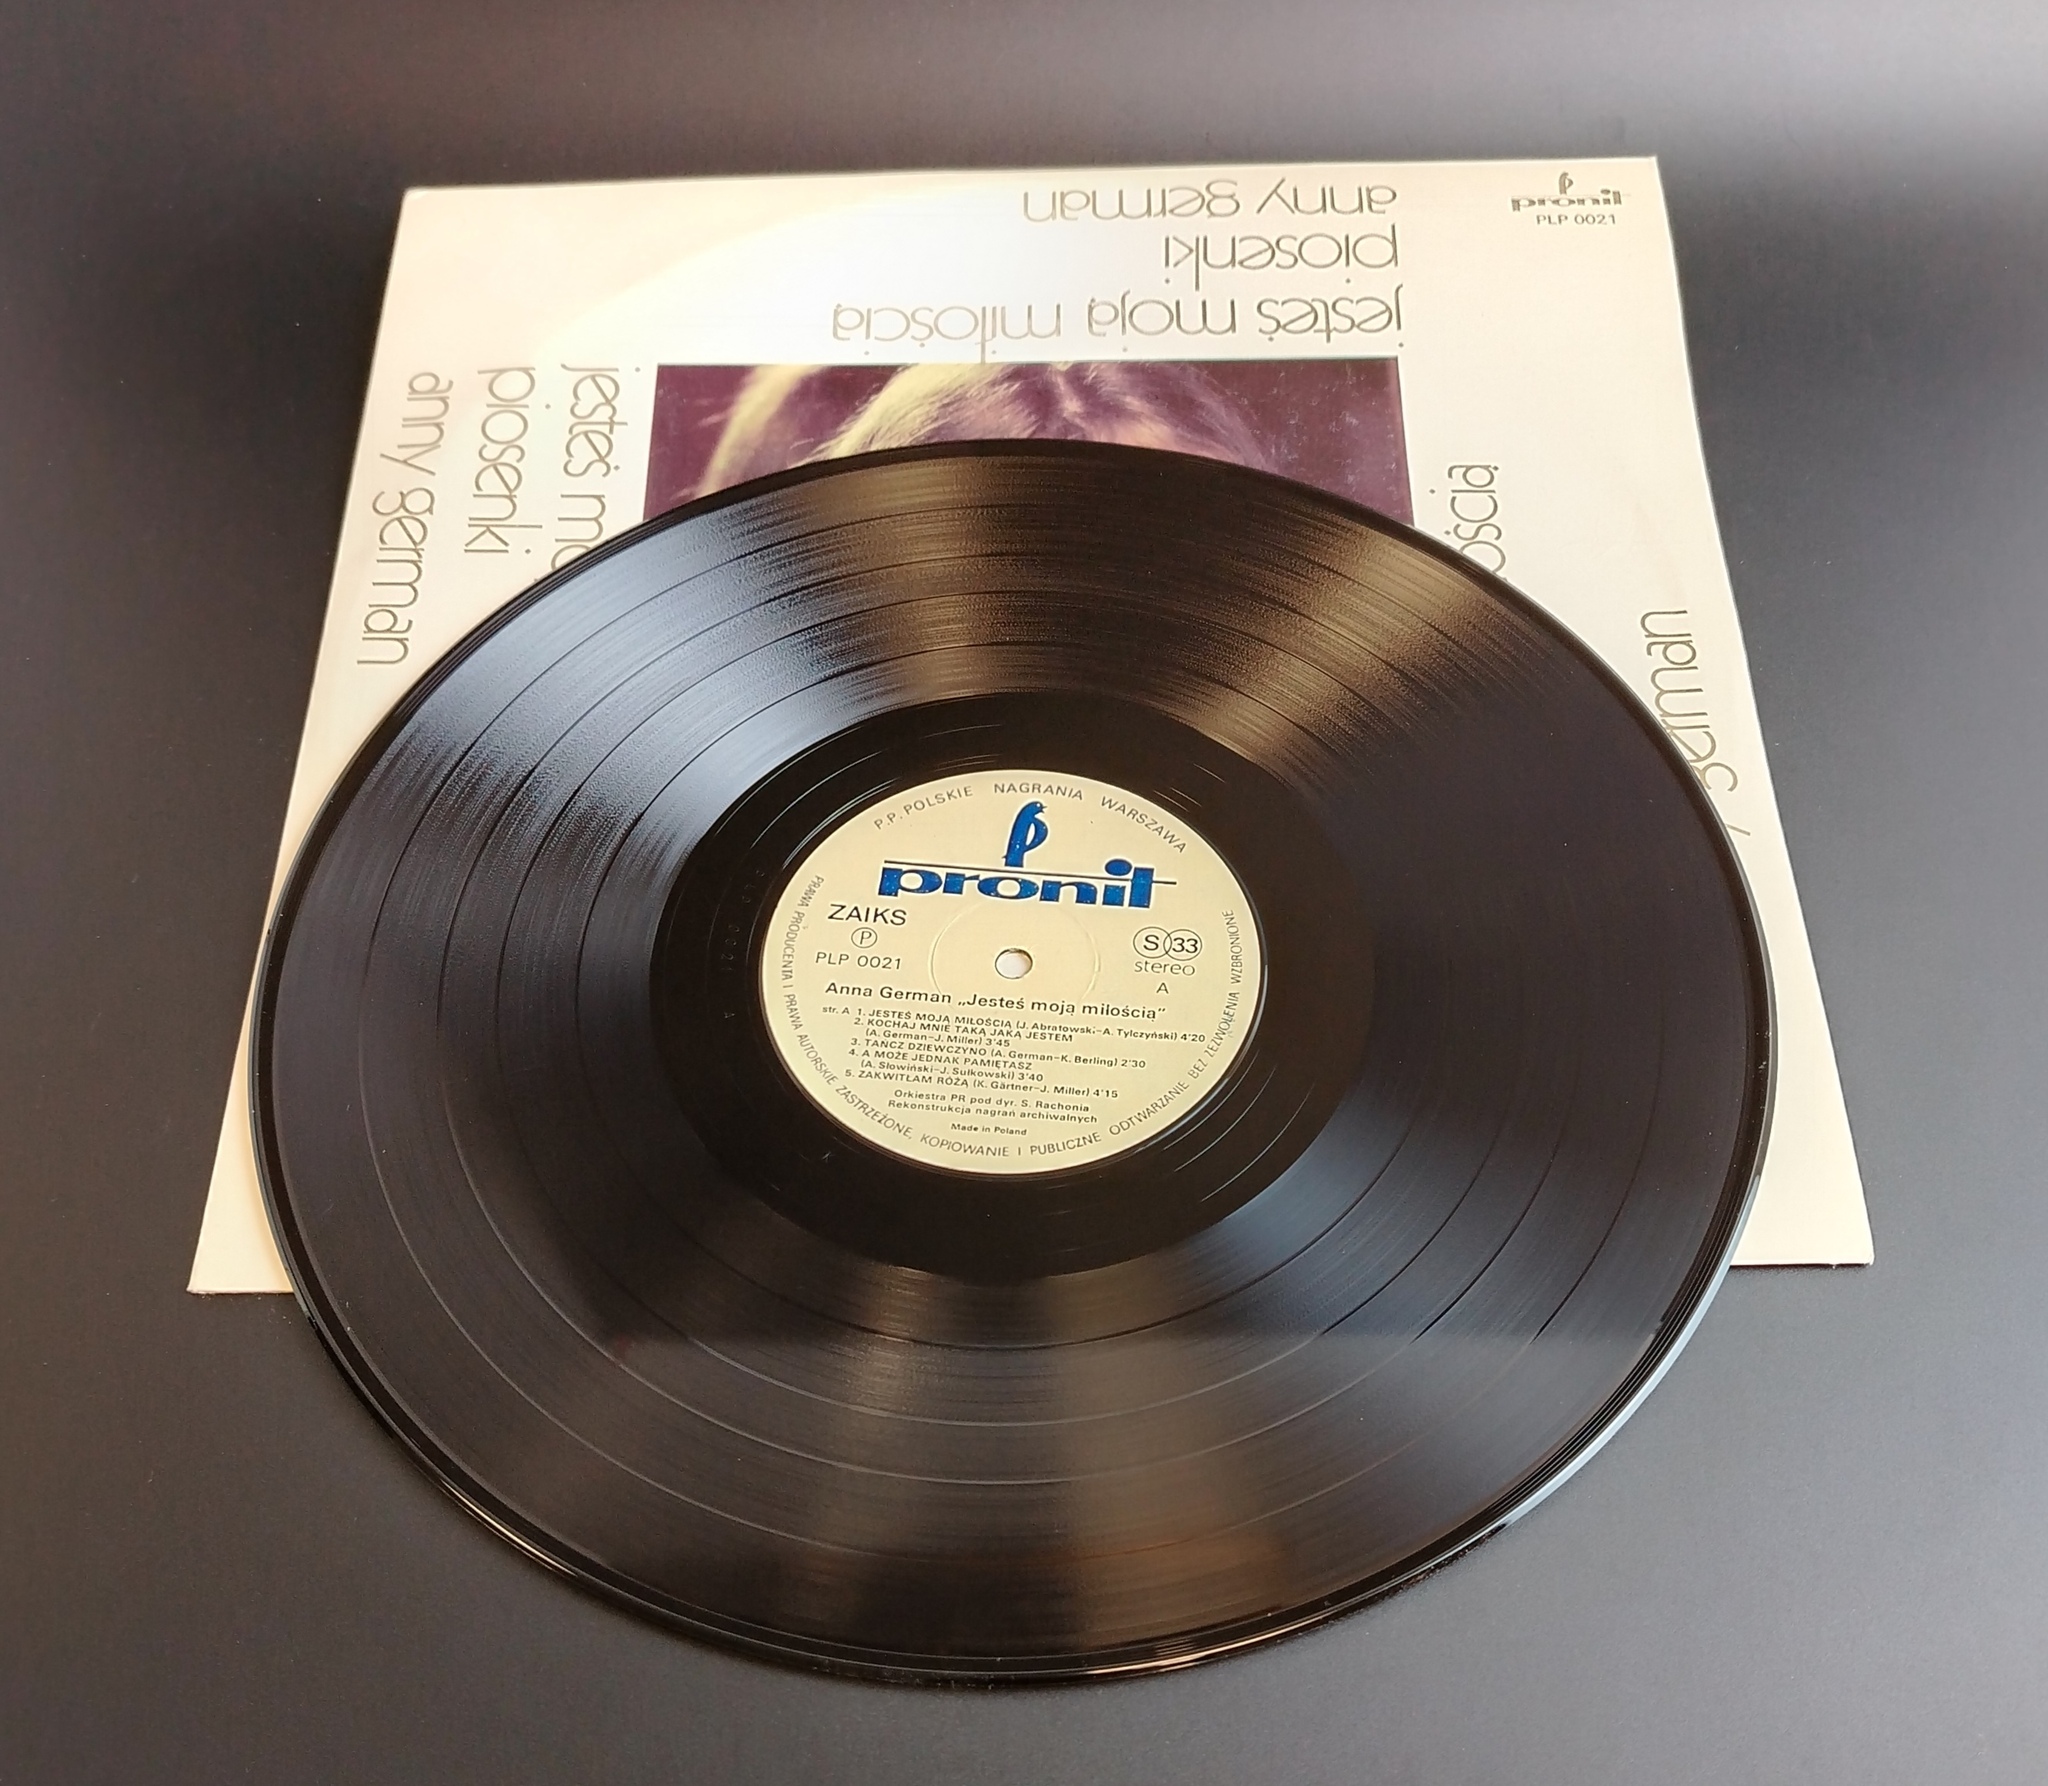 anny german
piosenki
jesteś moją miłością
pronit
PLP 0021
jesteś
piosenki
anny german
german
P.P. POLSKIE NAGRANIA WARSZAWA
pronit
ZAIKS
P
PLP 0021
S 33
stereo
A
Anna German „Jesteś moją miłością”
str. A 1. JESTEŚ MOJĄ MIŁOŚCIĄ (J. Abratowski–A. Tylczyński) 4'20
2. KOCHAJ MNIE TAKĄ JAKĄ JESTEM
(A. German–J. Miller) 3'45
3. TAŃCZ DZIEWCZYNO (A. German–K. Berling) 2'30
4. A MOŻE JEDNAK PAMIĘTASZ
(A. Słowiński–J. Sułkowski) 3'40
5. ZAKWITŁAM RÓŻĄ (K. Gärtner–J. Miller) 4'15
Orkiestra PR pod dyr. S. Rachonia
Rekonstrukcja nagrań archiwalnych
Made in Poland
PRAWA PRODUCENTA I PRAWA AUTORSKIE ZASTRZEŻONE, KOPIOWANIE I PUBLICZNE ODTWARZANIE BEZ ZEZWOLENIA WZBRONIONE